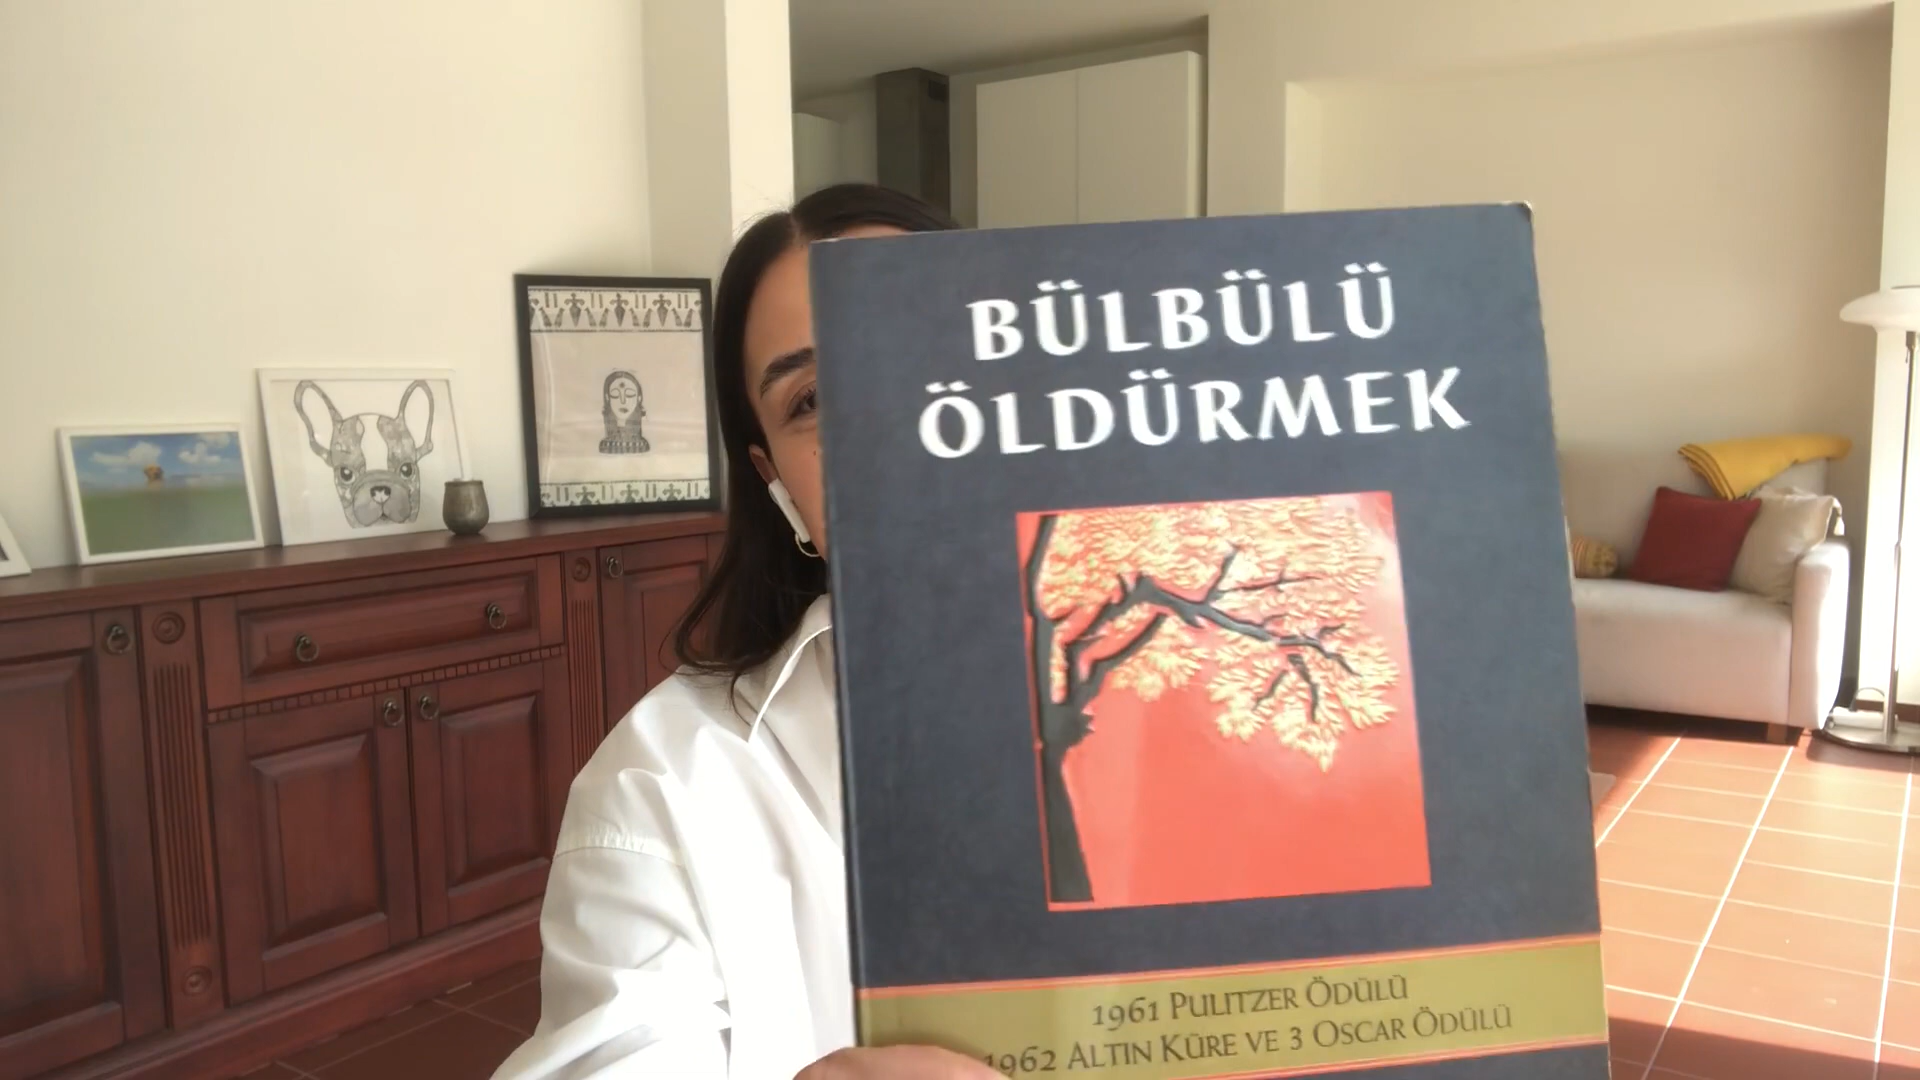 BÜLBÜLÜ
ÖLDÜRMEK
1961 PULITZER ÖDÜLÜ
1962 ALTIN KÜRE VE 3 OSCAR ÖDÜLÜ